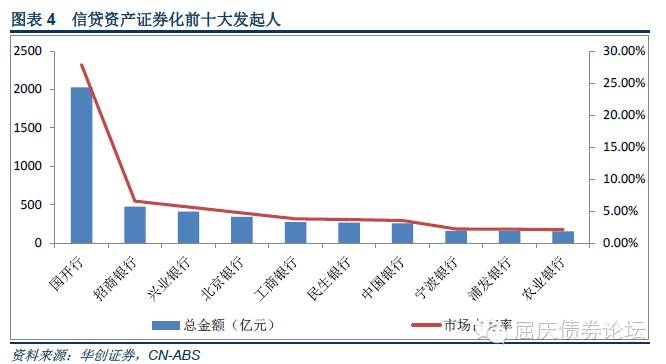 图表 4 信贷资产证券化前十大发起人
2500
2000
1500
1000
500
0
30.00%
25.00%
20.00%
15.00%
10.00%
5.00%
0.00%
国开行
招商银行
兴业银行
北京银行
工商银行
民生银行
中国银行
宁波银行
浦发银行
农业银行
总金额（亿元）
市场 率
屈庆债券论坛
资料来源：华创证券，CN-ABS